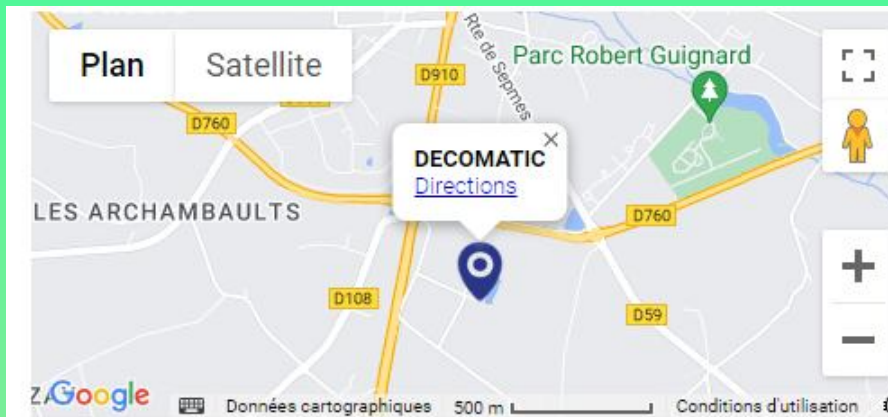 Plan
Satellite
D910
Rte de Sepmes
Parc Robert Guignard
D760
DECOMATIC
Directions
LES ARCHAMBAULTS
D760
D108
D59
Google
Données cartographiques
500 m
Conditions d'utilisation